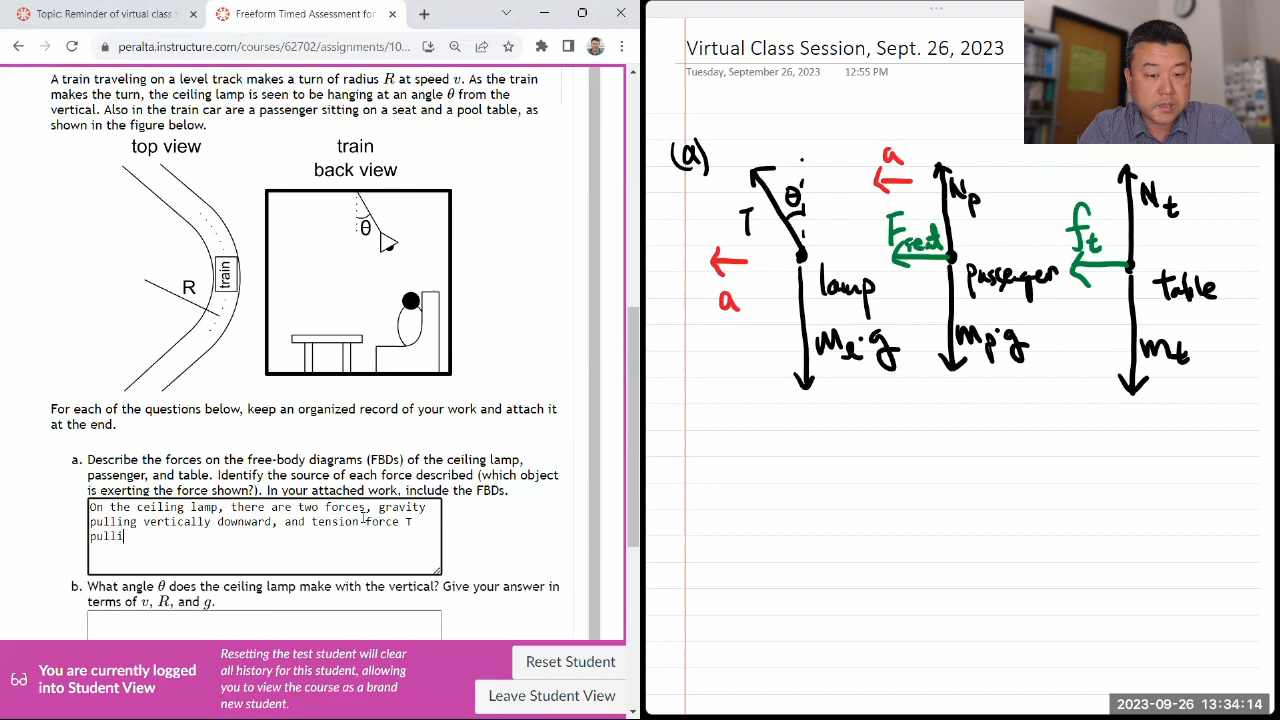 Topic: Reminder of virtual class s
Freeform Timed Assessment for
peralta.instructure.com/courses/62702/assignments/10...
A train traveling on a level track makes a turn of radius R at speed v. As the train
makes the turn, the ceiling lamp is seen to be hanging at an angle θ from the
vertical. Also in the train car are a passenger sitting on a seat and a pool table, as
shown in the figure below.
top view
train
back view
θ
R
train
For each of the questions below, keep an organized record of your work and attach it
at the end.
a. Describe the forces on the free-body diagrams (FBDs) of the ceiling lamp,
passenger, and table. Identify the source of each force described (which object
is exerting the force shown?). In your attached work, include the FBDs.
On the ceiling lamp, there are two forces, gravity
pulling vertically downward, and tension force T
pulli
b. What angle θ does the ceiling lamp make with the vertical? Give your answer in
terms of v, R, and g.
You are currently logged
into Student View
Resetting the test student will clear
all history for this student, allowing
you to view the course as a brand
new student.
Reset Student
Leave Student View
Virtual Class Session, Sept. 26, 2023
Tuesday, September 26, 2023 12:55 PM
(a)
T
θ
a
lamp
Mℓ·g
a
Np
Fseat
passenger
mp·g
Nt
ft
table
mt
2023-09-26 13:34:14